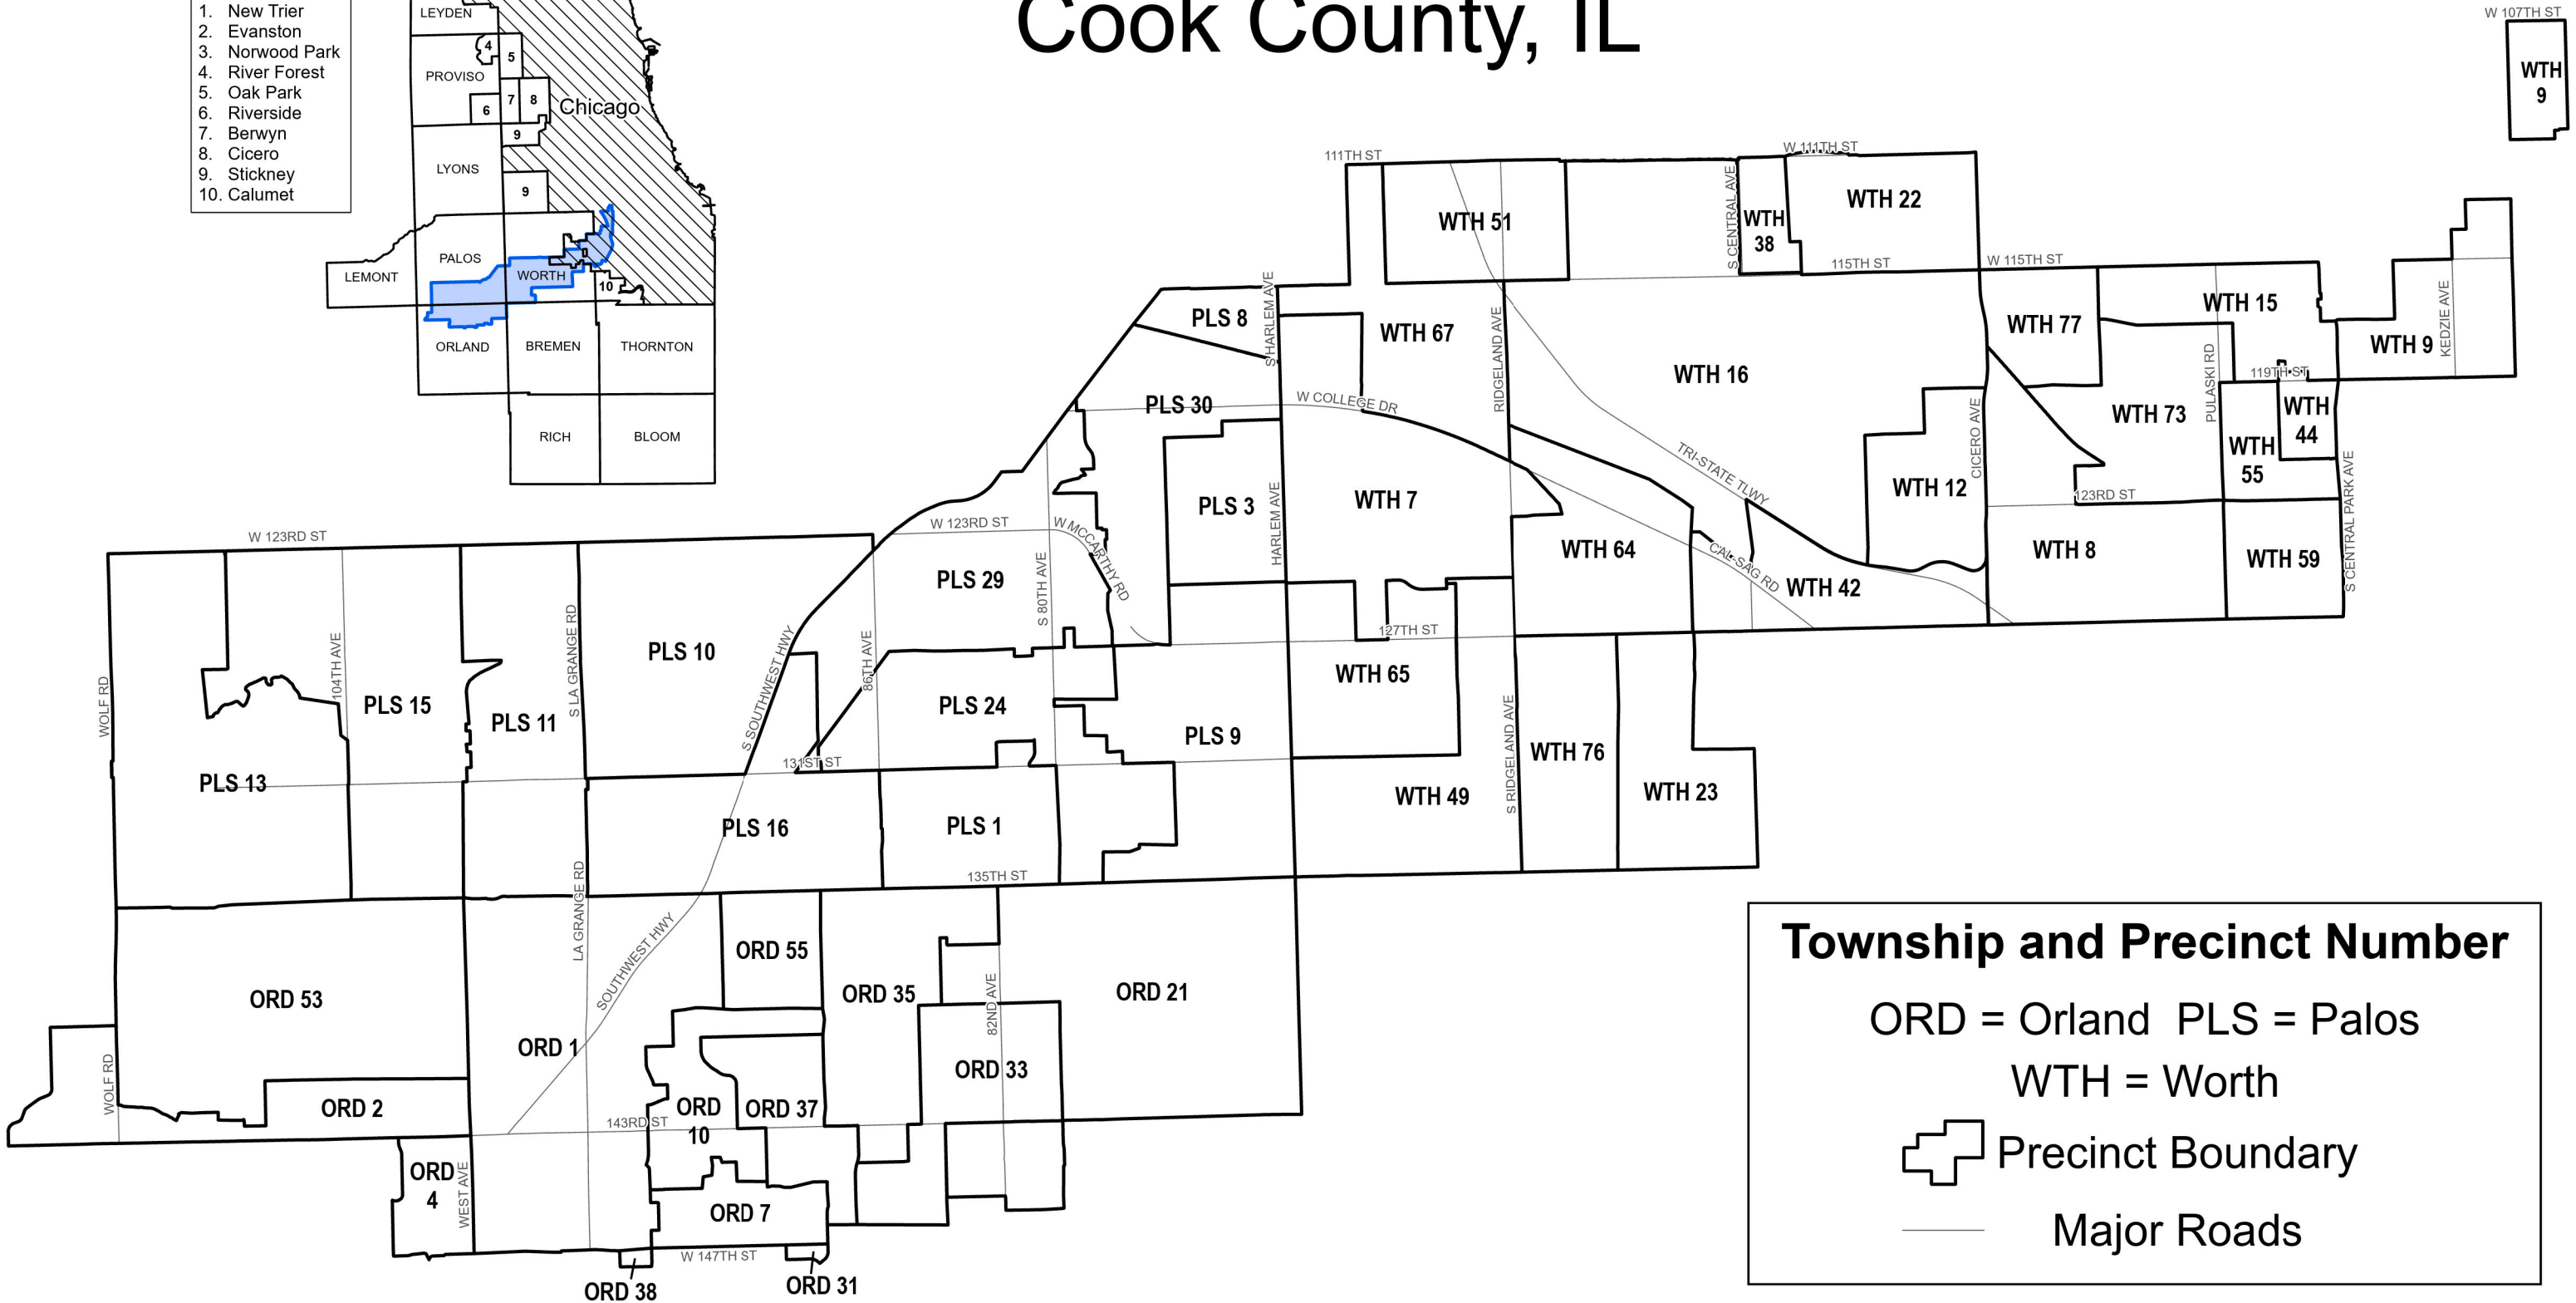 Cook County, IL
1. New Trier
2. Evanston
3. Norwood Park
4. River Forest
5. Oak Park
6. Riverside
7. Berwyn
8. Cicero
9. Stickney
10. Calumet
LEYDEN
4
5
PROVISO
7
8
6
Chicago
9
LYONS
9
PALOS
LEMONT
WORTH
10
ORLAND
BREMEN
THORNTON
RICH
BLOOM
W 107TH ST
WTH
9
111TH ST
W 111TH ST
WTH 51
S CENTRAL AVE
WTH
38
WTH 22
115TH ST
W 115TH ST
S HARLEM AVE
PLS 8
WTH 67
RIDGELAND AVE
WTH 16
WTH 77
WTH 15
WTH 9
KEDZIE AVE
PULASKI RD
119TH ST
PLS 30
W COLLEGE DR
WTH 73
WTH
44
WTH
55
CICERO AVE
TRI-STATE TLWY
WTH 12
123RD ST
S CENTRAL PARK AVE
PLS 3
HARLEM AVE
WTH 7
WTH 64
CAL-SAG RD
WTH 42
WTH 8
WTH 59
W 123RD ST
W 123RD ST
W MCCARTHY RD
PLS 29
S 80TH AVE
127TH ST
WOLF RD
104TH AVE
S LA GRANGE RD
PLS 10
S SOUTHWEST HWY
86TH AVE
PLS 15
PLS 11
PLS 24
PLS 9
WTH 65
S RIDGELAND AVE
WTH 76
PLS 13
131ST ST
WTH 49
WTH 23
PLS 16
PLS 1
135TH ST
LA GRANGE RD
SOUTHWEST HWY
ORD 55
ORD 53
ORD 35
82ND AVE
ORD 21
ORD 1
ORD 33
WOLF RD
ORD 2
ORD
10
ORD 37
143RD ST
ORD
4
WEST AVE
ORD 7
W 147TH ST
ORD 38
ORD 31
Township and Precinct Number
ORD = Orland PLS = Palos
WTH = Worth
Precinct Boundary
Major Roads